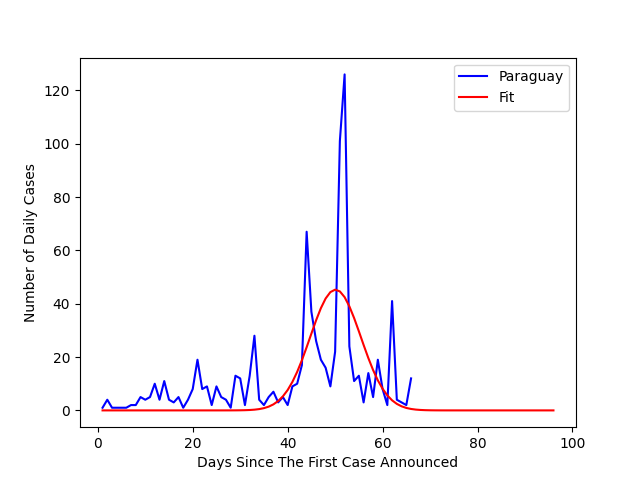 Paraguay
Fit
120
100
80
60
40
20
0
Number of Daily Cases
0 20 40 60 80 100
Days Since The First Case Announced